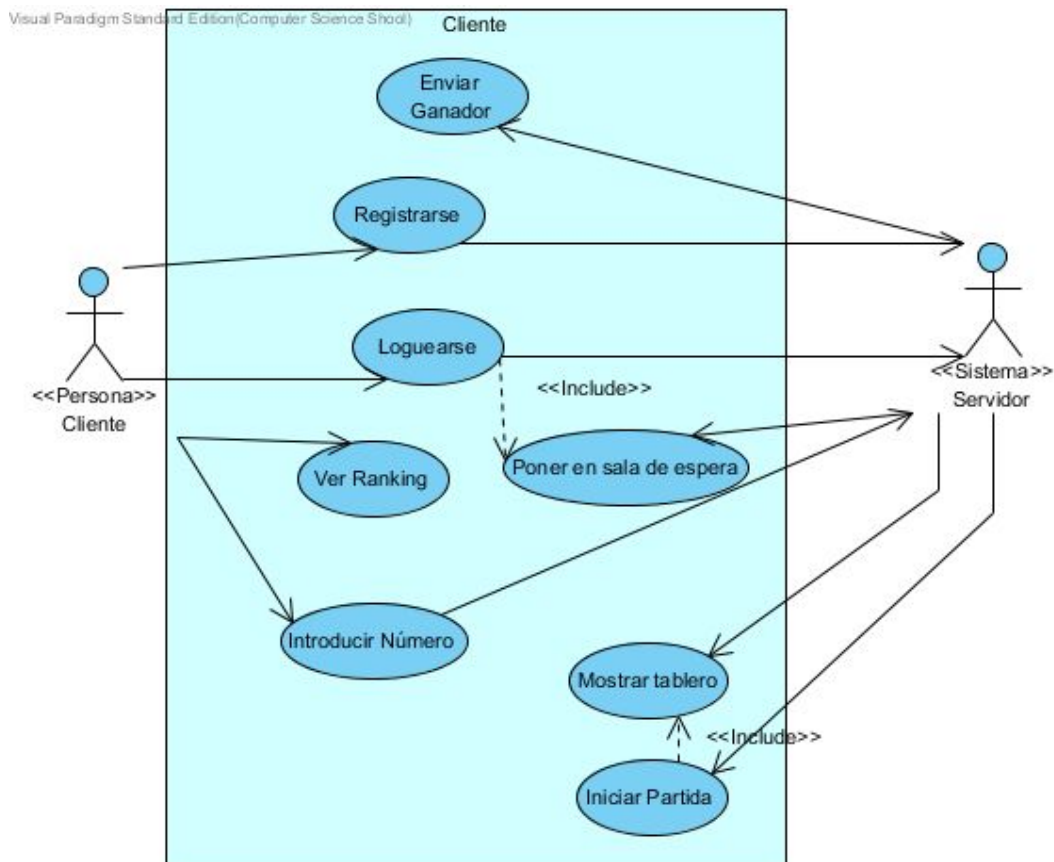 Visual Paradigm Standard Edition(Computer Science Shool)
Cliente
Enviar
Ganador
Registrarse
Loguearse
<<Include>>
<<Persona>>
Cliente
<<Sistema>>
Servidor
Ver Ranking
Poner en sala de espera
Introducir Número
Mostrar tablero
<<Include>>
Iniciar Partida